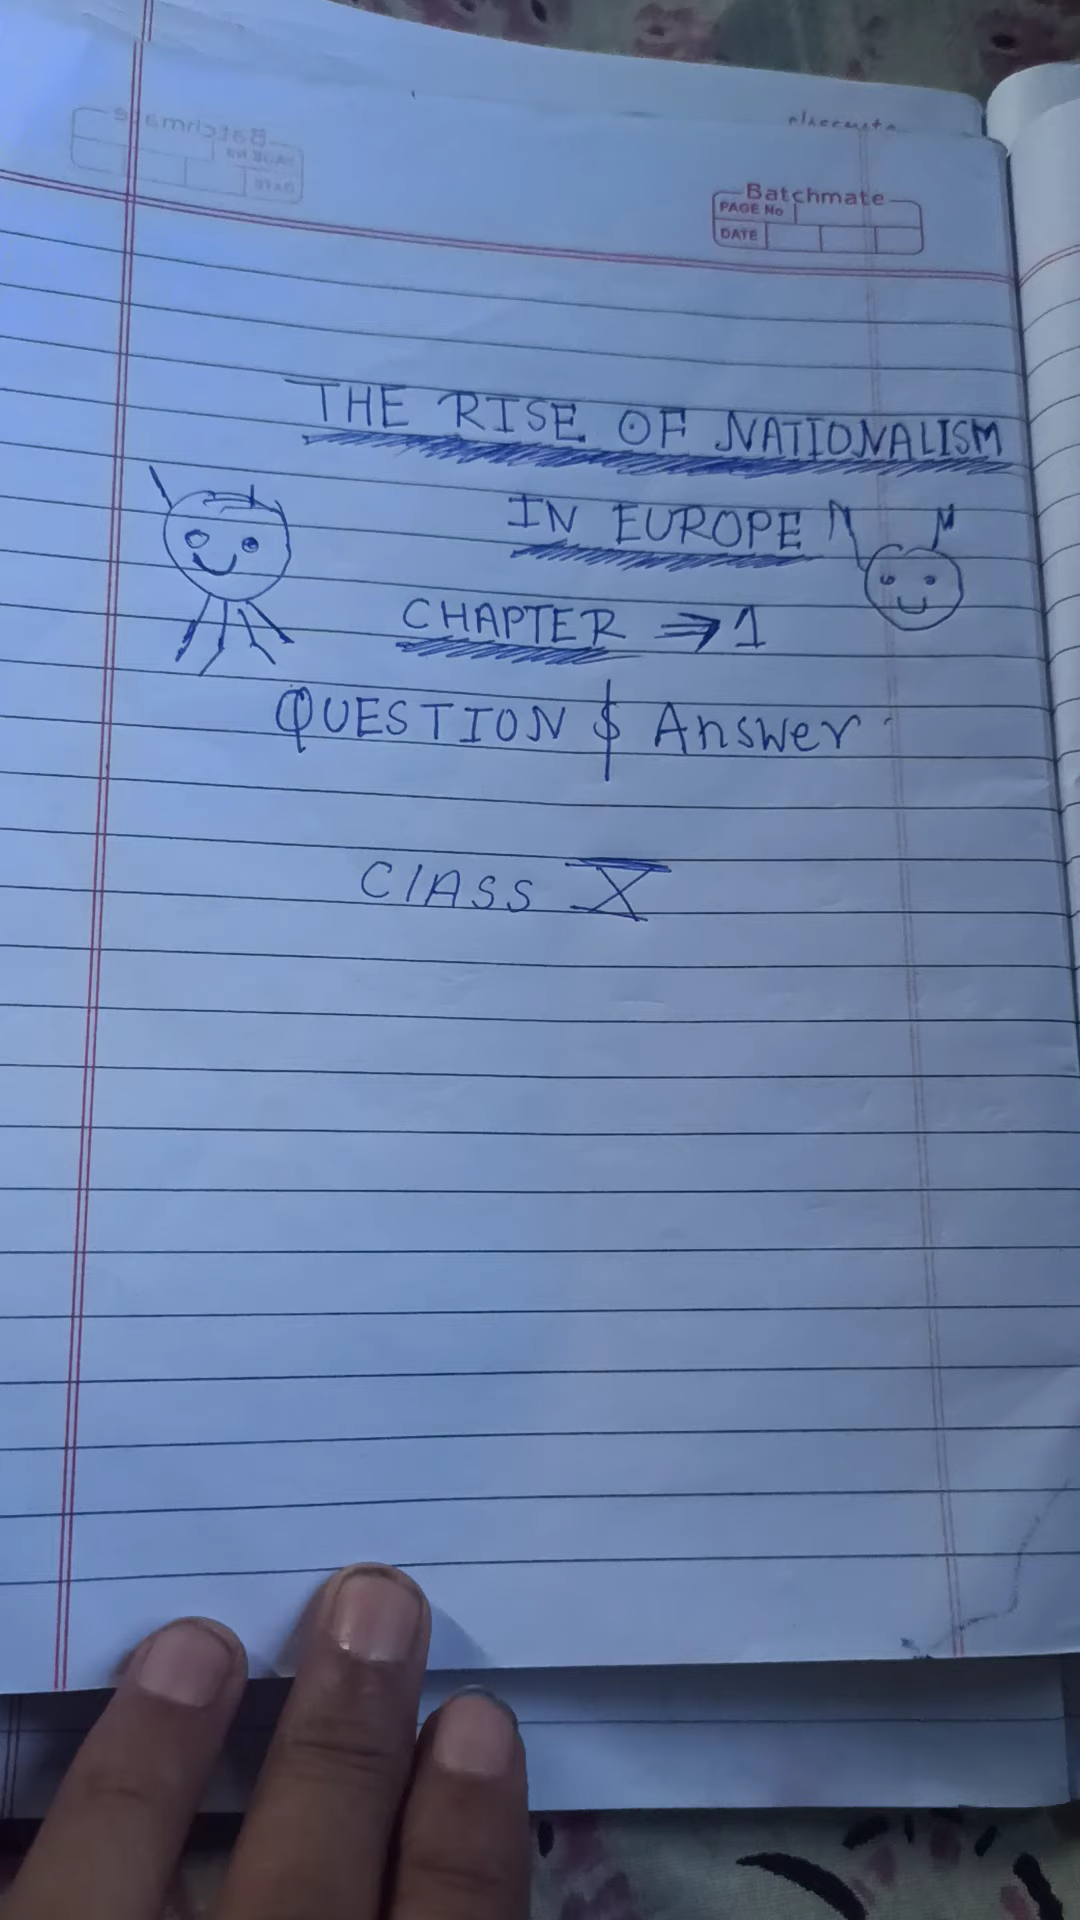 Batchmate
PAGE No
DATE
THE RISE OF NATIONALISM
IN EUROPE
CHAPTER ⇒ 1
QUESTION $ Answer
ClASS X